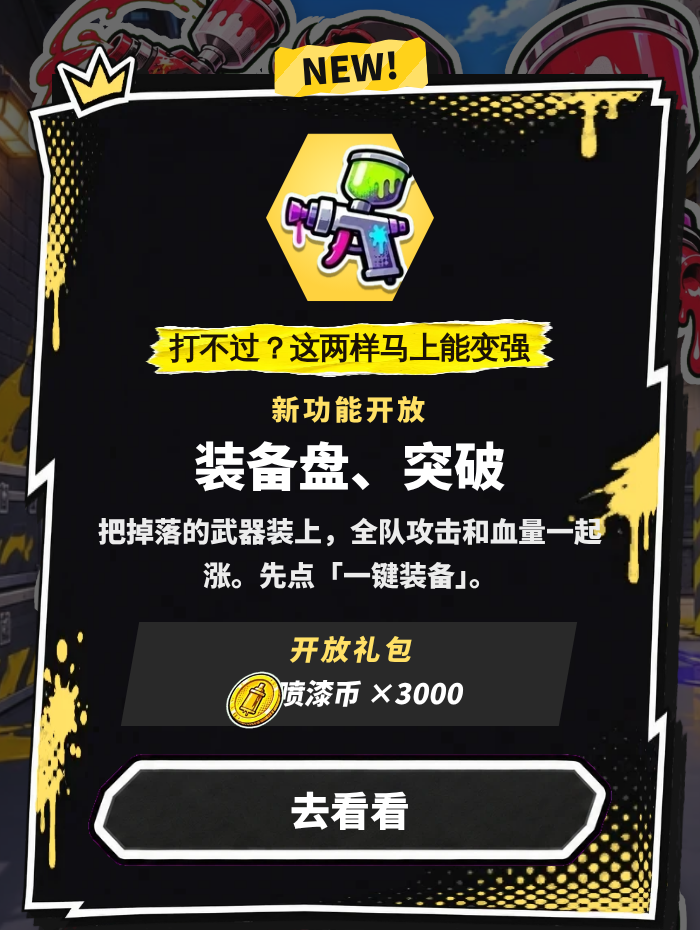 NEW!
打不过？这两样马上能变强
新功能开放
装备盘、突破
把掉落的武器装上，全队攻击和血量一起
涨。先点「一键装备」。
开放礼包
喷漆币 ×3000
去看看